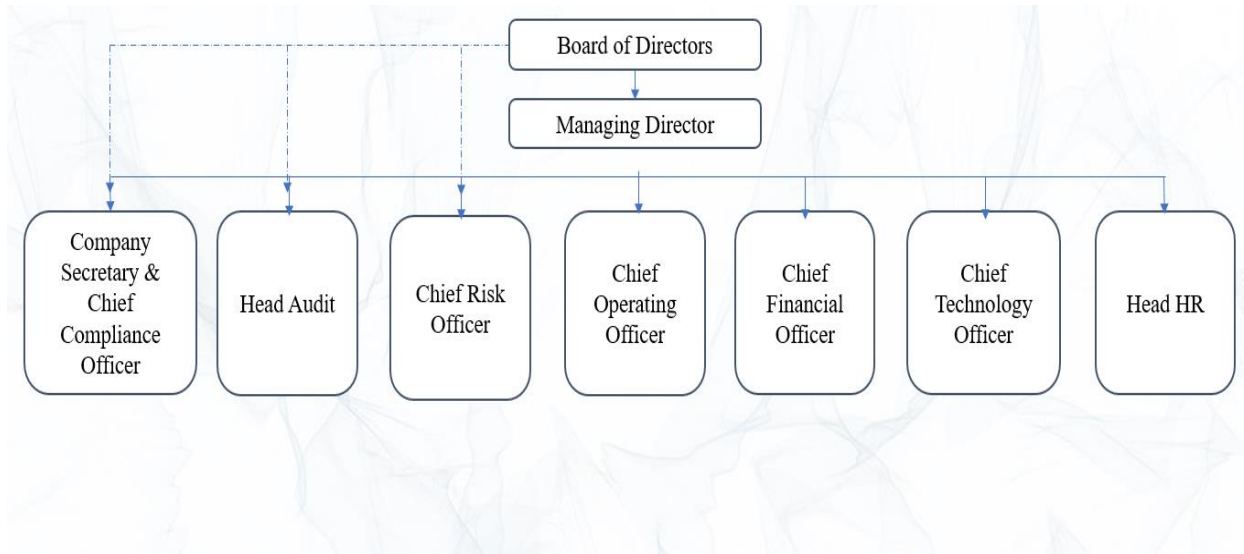 Board of Directors
Managing Director
Company
Secretary &
Chief
Compliance
Officer
Head Audit
Chief Risk
Officer
Chief
Operating
Officer
Chief
Financial
Officer
Chief
Technology
Officer
Head HR